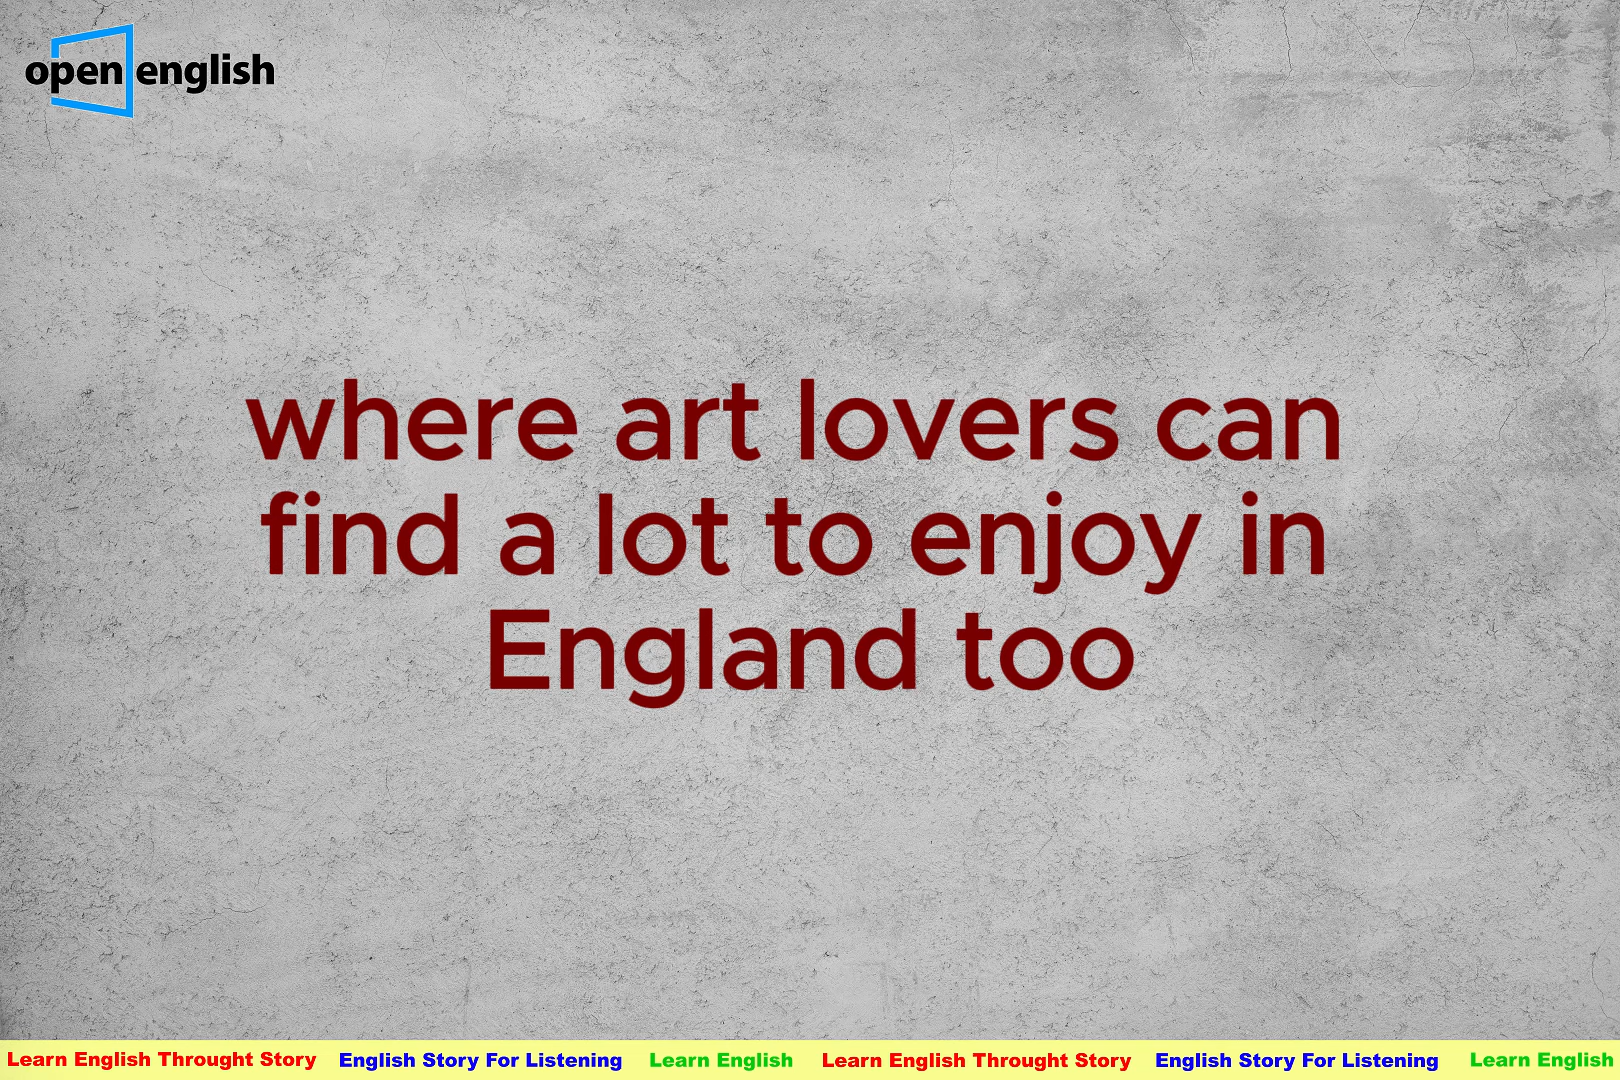 open english
where art lovers can
find a lot to enjoy in
England too
Learn English Throught Story English Story For Listening Learn English Learn English Throught Story English Story For Listening Learn English